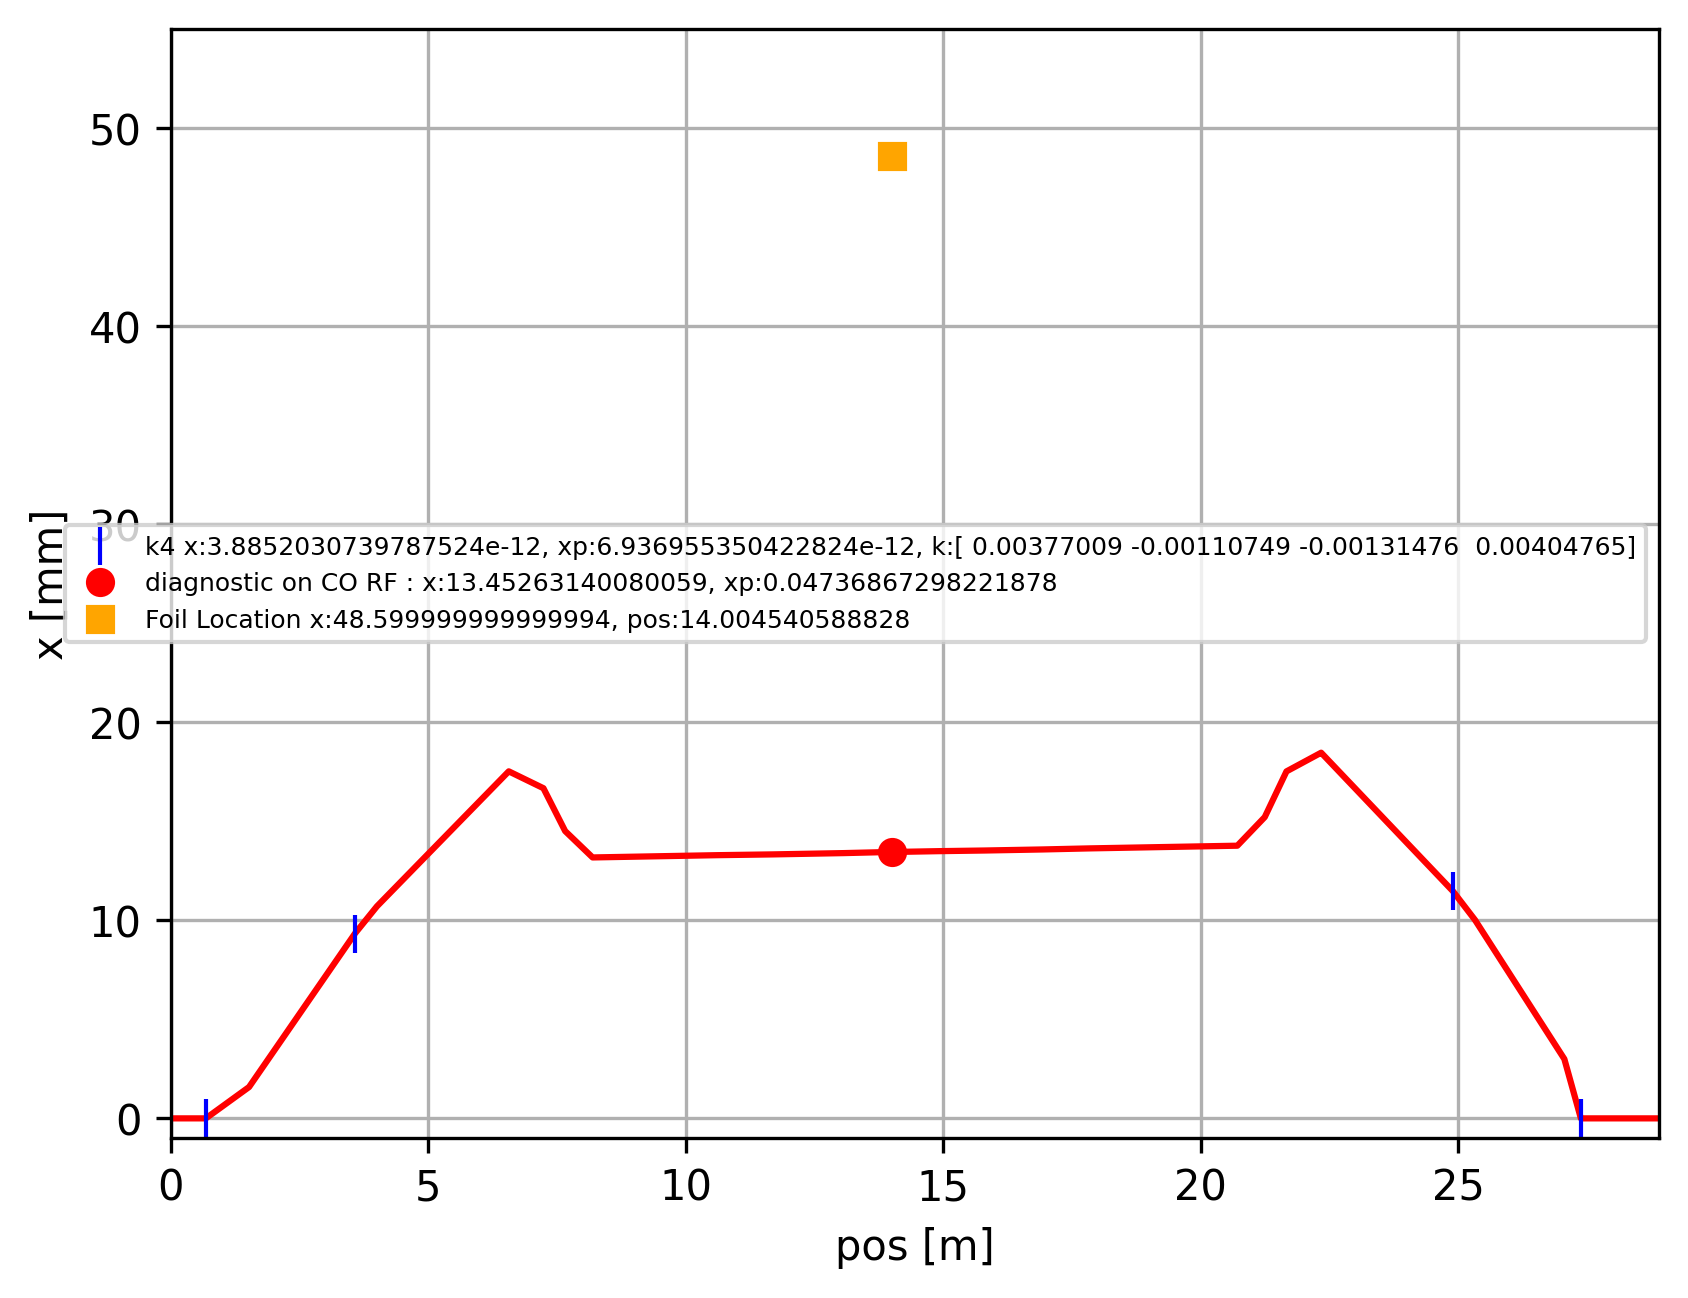 50
40
30
x [mm]
k4 x:3.8852030739787524e-12, xp:6.936955350422824e-12, k:[ 0.00377009 -0.00110749 -0.00131476  0.00404765]
diagnostic on CO RF : x:13.45263140080059, xp:0.04736867298221878
Foil Location x:48.599999999999994, pos:14.004540588828
20
10
0
0 5 10 15 20 25
pos [m]